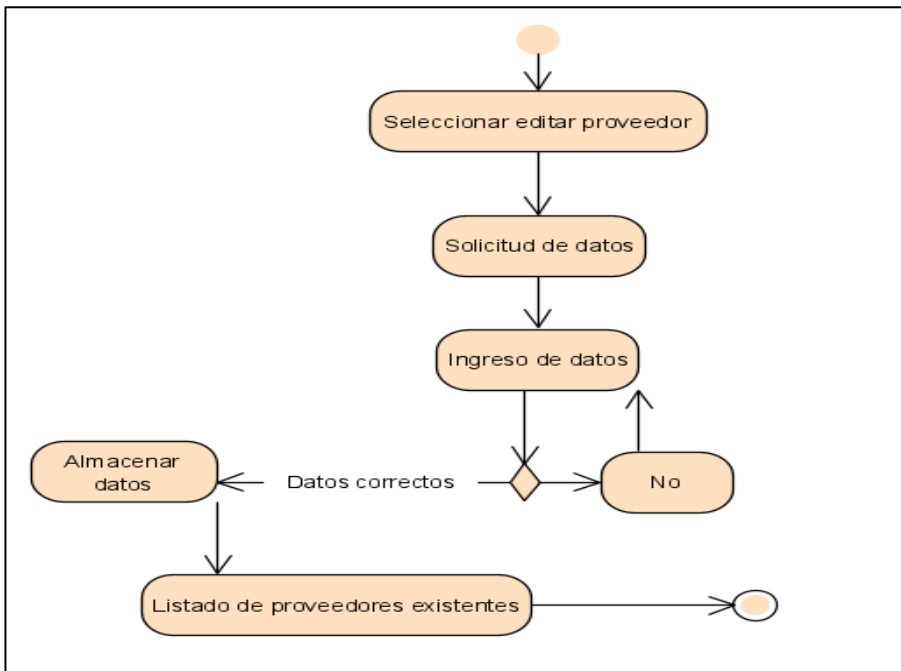 Seleccionar editar proveedor
Solicitud de datos
Ingreso de datos
Almacenar
datos
Datos correctos
No
Listado de proveedores existentes